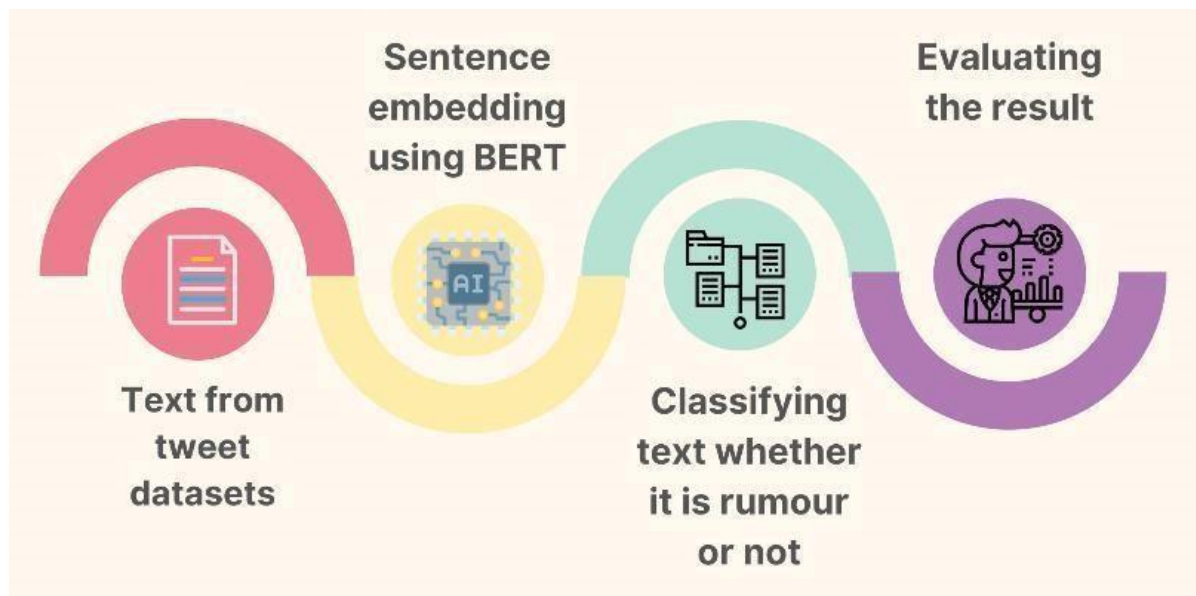 Text from
tweet
datasets
Sentence
embedding
using BERT
AI
Classifying
text whether
it is rumour
or not
Evaluating
the result